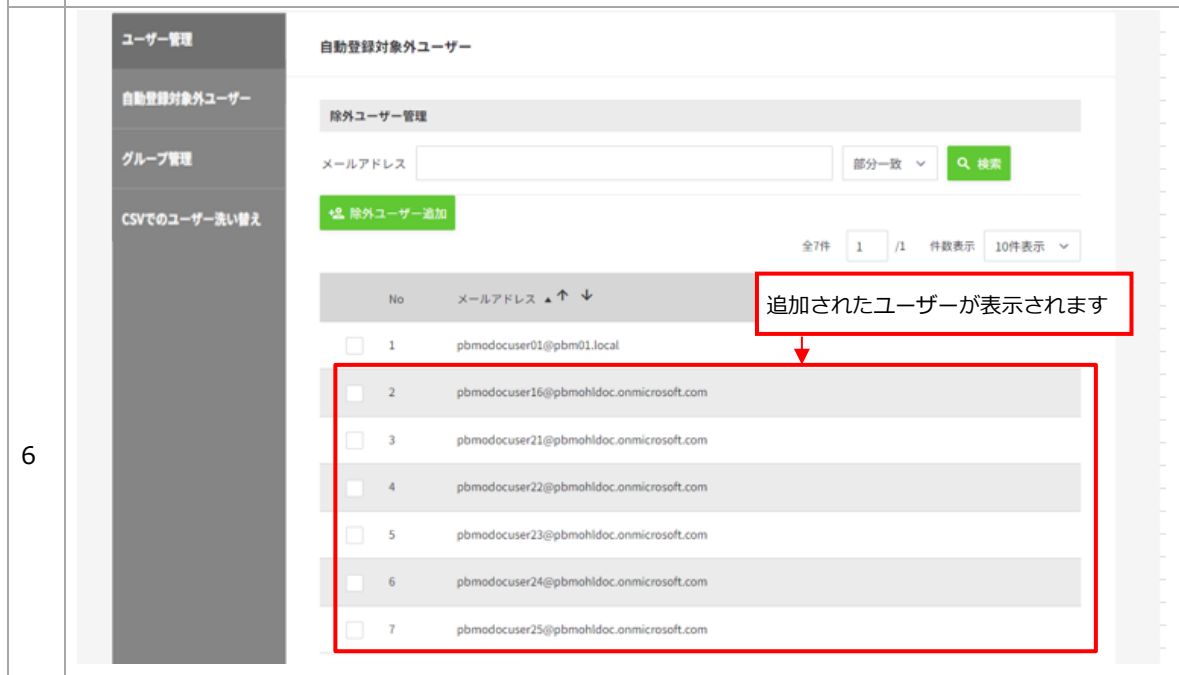 ユーザー管理
自動登録対象外ユーザー
グループ管理
CSVでのユーザー洗い替え
自動登録対象外ユーザー
除外ユーザー管理
メールアドレス 部分一致 検索
除外ユーザー追加
全7件 1 /1 件数表示 10件表示
No メールアドレス ▲ ↑ ↓
追加されたユーザーが表示されます
1 pbmodocuser01@pbm01.local
2 pbmodocuser16@pbmohldoc.onmicrosoft.com
3 pbmodocuser21@pbmohldoc.onmicrosoft.com
4 pbmodocuser22@pbmohldoc.onmicrosoft.com
5 pbmodocuser23@pbmohldoc.onmicrosoft.com
6 pbmodocuser24@pbmohldoc.onmicrosoft.com
7 pbmodocuser25@pbmohldoc.onmicrosoft.com
6